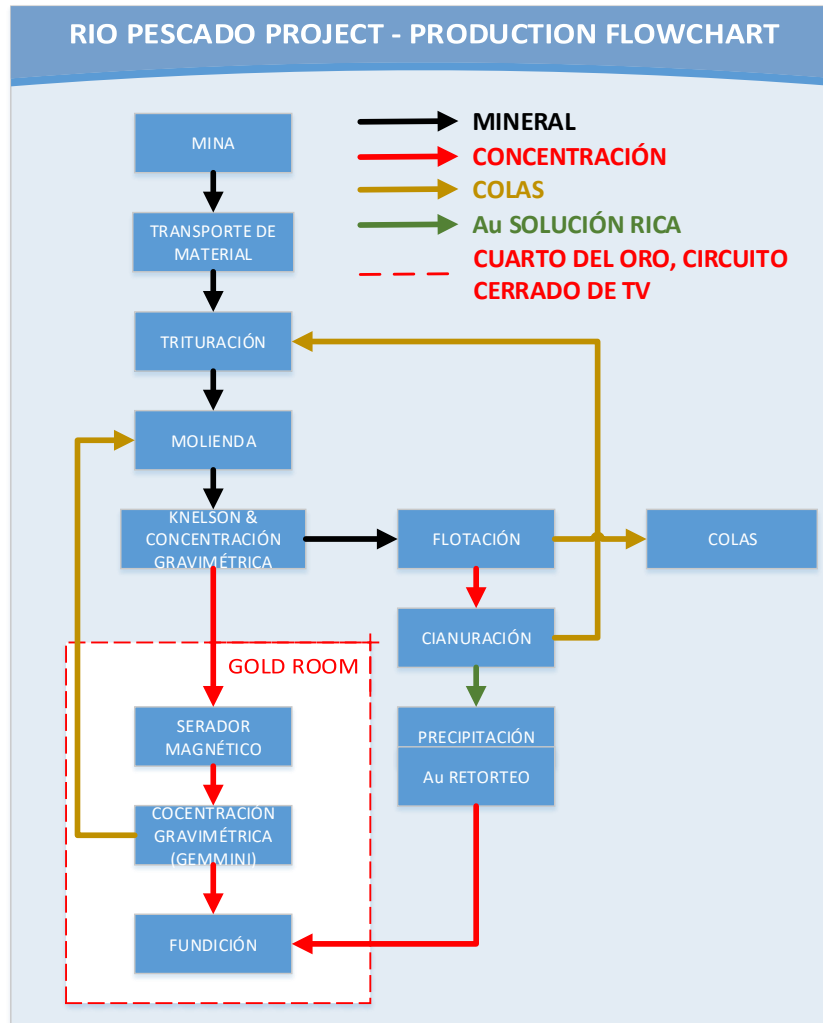 RIO PESCADO PROJECT - PRODUCTION FLOWCHART
MINERAL
CONCENTRACIÓN
COLAS
Au SOLUCIÓN RICA
CUARTO DEL ORO, CIRCUITO
CERRADO DE TV
MINA
TRANSPORTE DE
MATERIAL
TRITURACIÓN
MOLIENDA
KNELSON &
CONCENTRACIÓN
GRAVIMÉTRICA
FLOTACIÓN
COLAS
CIANURACIÓN
GOLD ROOM
SERADOR
MAGNÉTICO
PRECIPITACIÓN
Au RETORTEO
COCENTRACIÓN
GRAVIMÉTRICA
(GEMMINI)
FUNDICIÓN